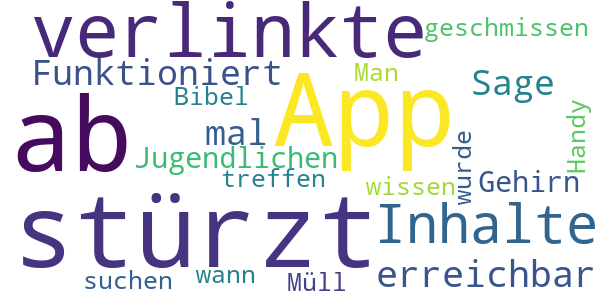 verlinkte
geschmissen
Funktioniert
Man
Sage
Bibel
App
ab
mal
Handy
Jugendlichen
wurde
treffen
wissen
Gehirn
stürzt
Inhalte
suchen
wann
Müll
erreichbar